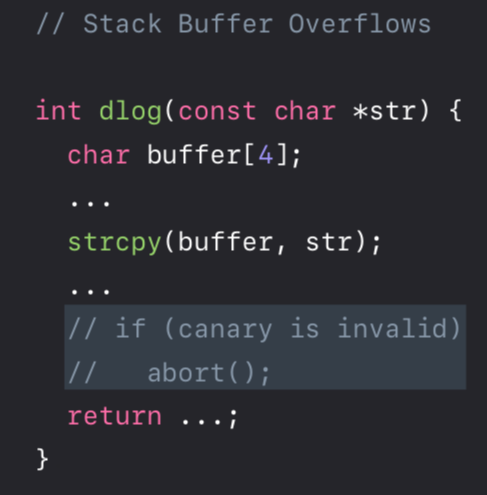 // Stack Buffer Overflows
int dlog(const char *str) {
char buffer[4];
...
strcpy(buffer, str);
...
// if (canary is invalid)
//   abort();
return ...;
}